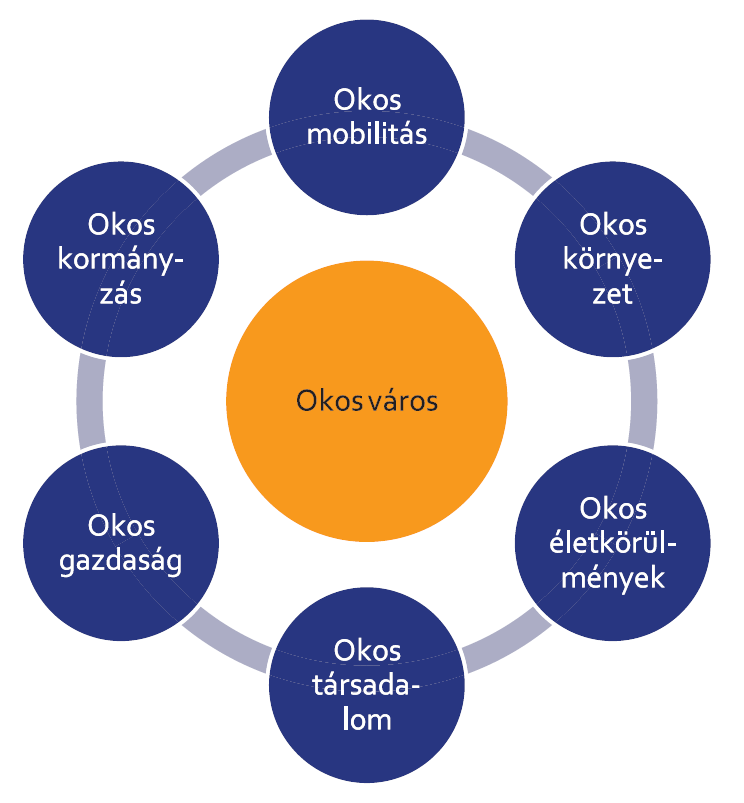 Okos
mobilitás
Okos
környe-
zet
Okos
életkörül-
mények
Okos
társada-
lom
Okos
gazdaság
Okos
kormány-
zás
Okos város